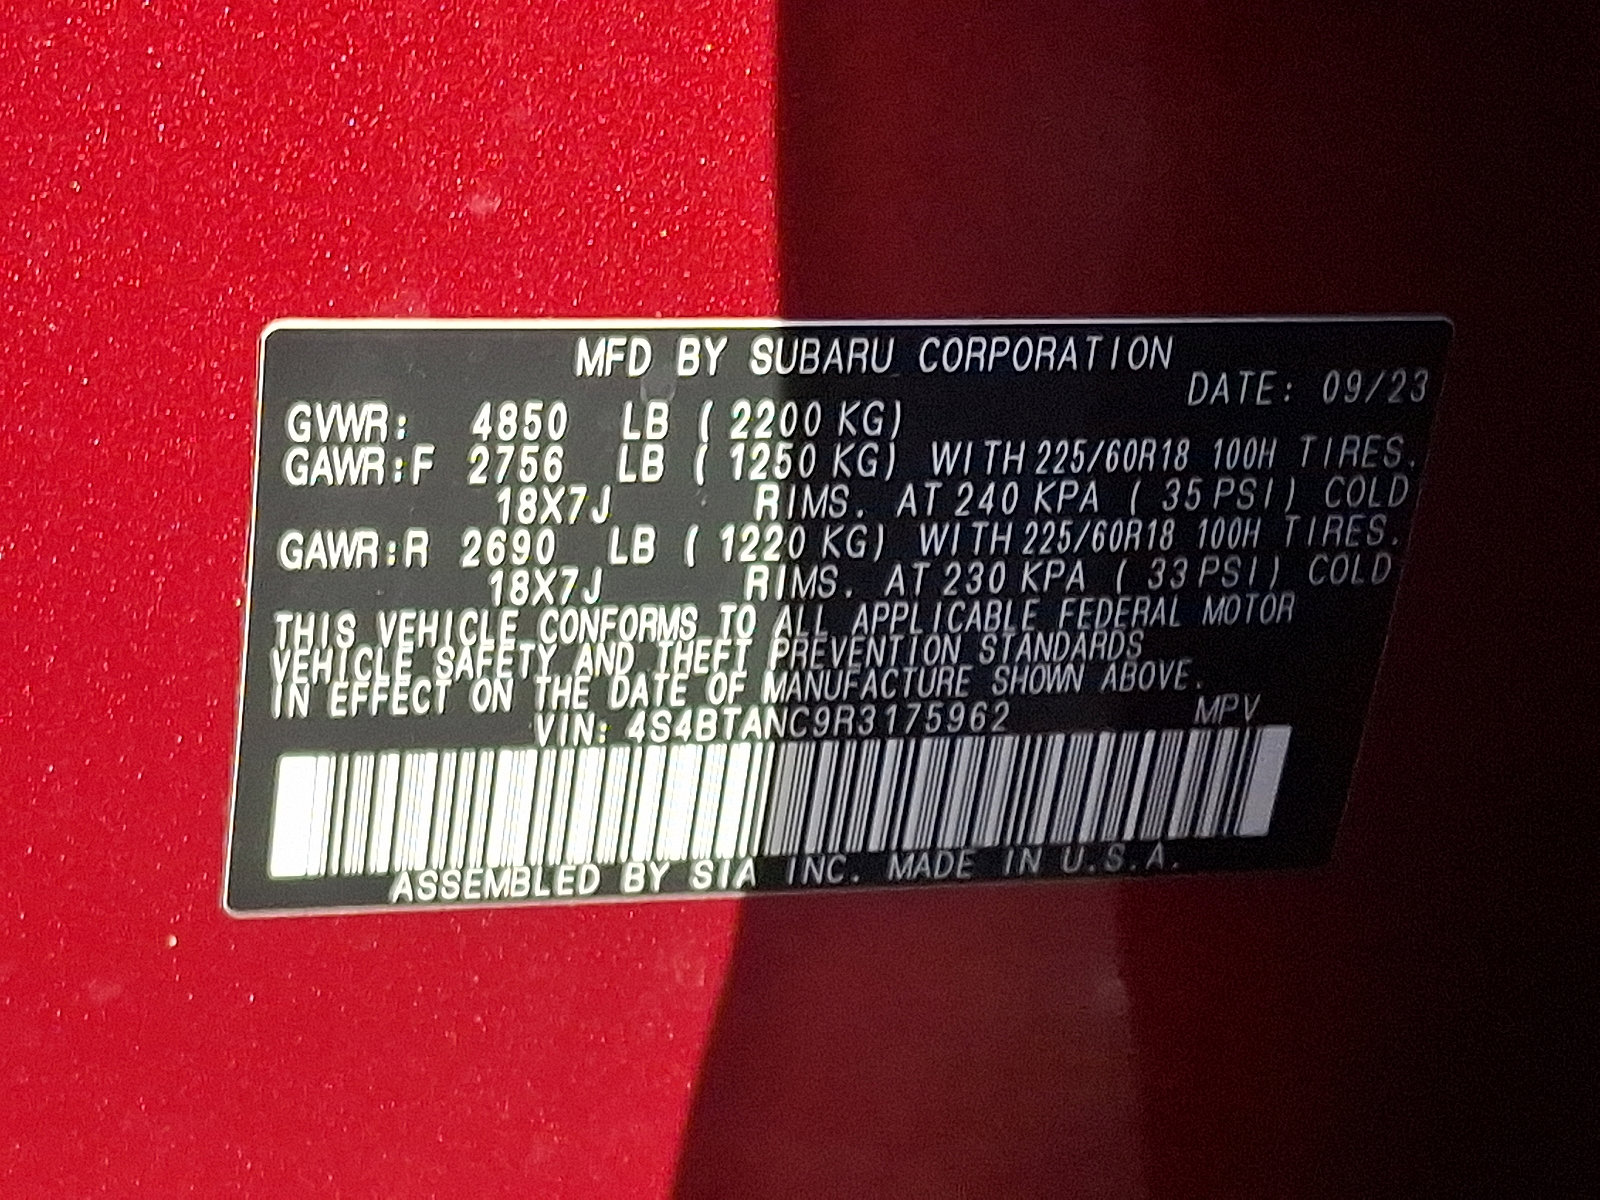 MFD BY SUBARU CORPORATION
DATE: 09/23
GVWR: 4850 LB (2200 KG)
GAWR:F 2756 LB (1250 KG) WITH 225/60R18 100H TIRES.
18X7J RIMS. AT 240 KPA (35 PSI) COLD
GAWR:R 2690 LB (1220 KG) WITH 225/60R18 100H TIRES.
18X7J RIMS. AT 230 KPA (33 PSI) COLD
THIS VEHICLE CONFORMS TO ALL APPLICABLE FEDERAL MOTOR
VEHICLE SAFETY AND THEFT PREVENTION STANDARDS
IN EFFECT ON THE DATE OF MANUFACTURE SHOWN ABOVE.
VIN: 4S4BTANC9R3175962 MPV
ASSEMBLED BY SIA INC. MADE IN U.S.A.